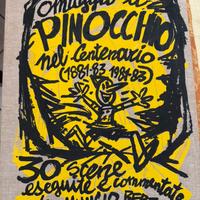 Omaggio a
PINOCCHIO
nel Centenario
(1881-83 1981-83)
30 Scene
eseguite e commentate